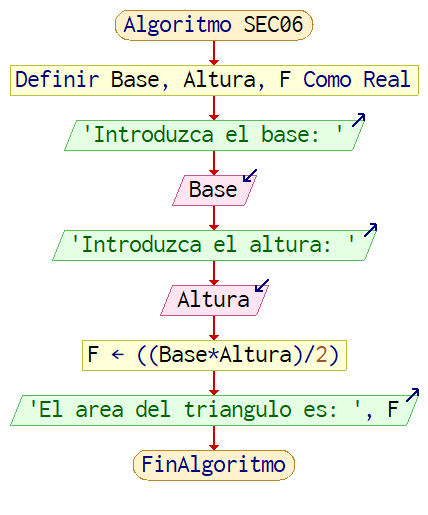 Algoritmo SEC06
Definir Base, Altura, F Como Real
'Introduzca el base: '
Base
'Introduzca el altura: '
Altura
F ← ((Base*Altura)/2)
'El area del triangulo es: ', F
FinAlgoritmo